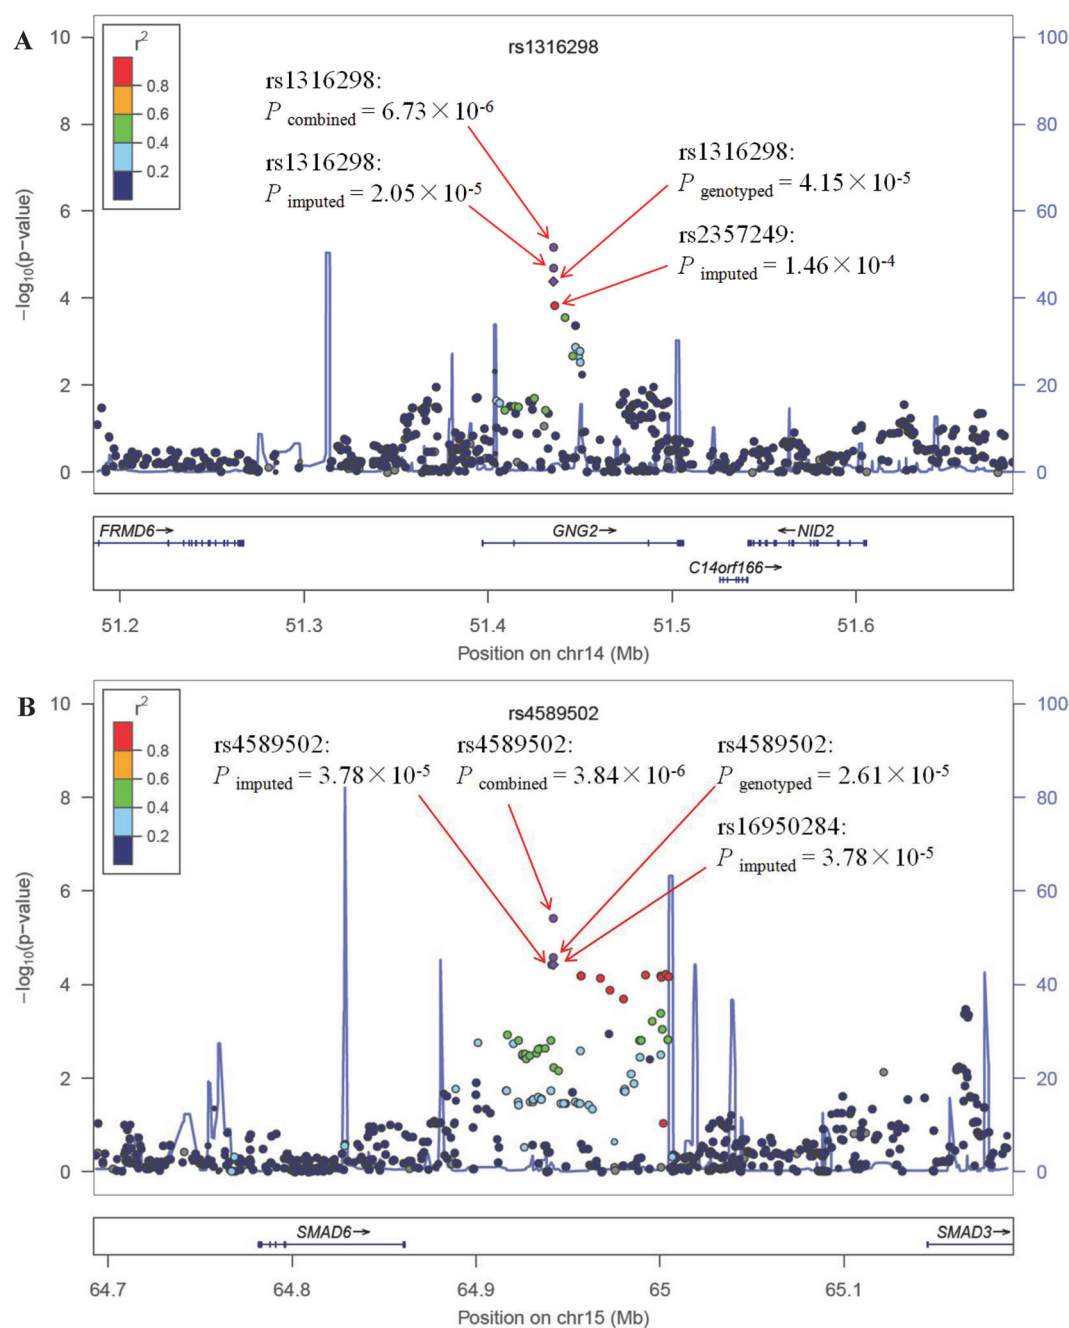 A
rs1316298
r2
0.8
0.6
0.4
0.2
rs1316298:
P combined = 6.73×10-6
rs1316298:
P imputed = 2.05×10-5
rs1316298:
P genotyped = 4.15×10-5
rs2357249:
P imputed = 1.46×10-4
10
8
6
4
2
0
−log10(p−value)
100
80
60
40
20
0
FRMD6→
GNG2→
←NID2
C14orf166→
51.2 51.3 51.4 51.5 51.6
Position on chr14 (Mb)
B
rs4589502
r2
0.8
0.6
0.4
0.2
rs4589502:
P imputed = 3.78×10-5
rs4589502:
P combined = 3.84×10-6
rs4589502:
P genotyped = 2.61×10-5
rs16950284:
P imputed = 3.78×10-5
10
8
6
4
2
0
−log10(p−value)
100
80
60
40
20
0
SMAD6→
SMAD3→
64.7 64.8 64.9 65 65.1
Position on chr15 (Mb)